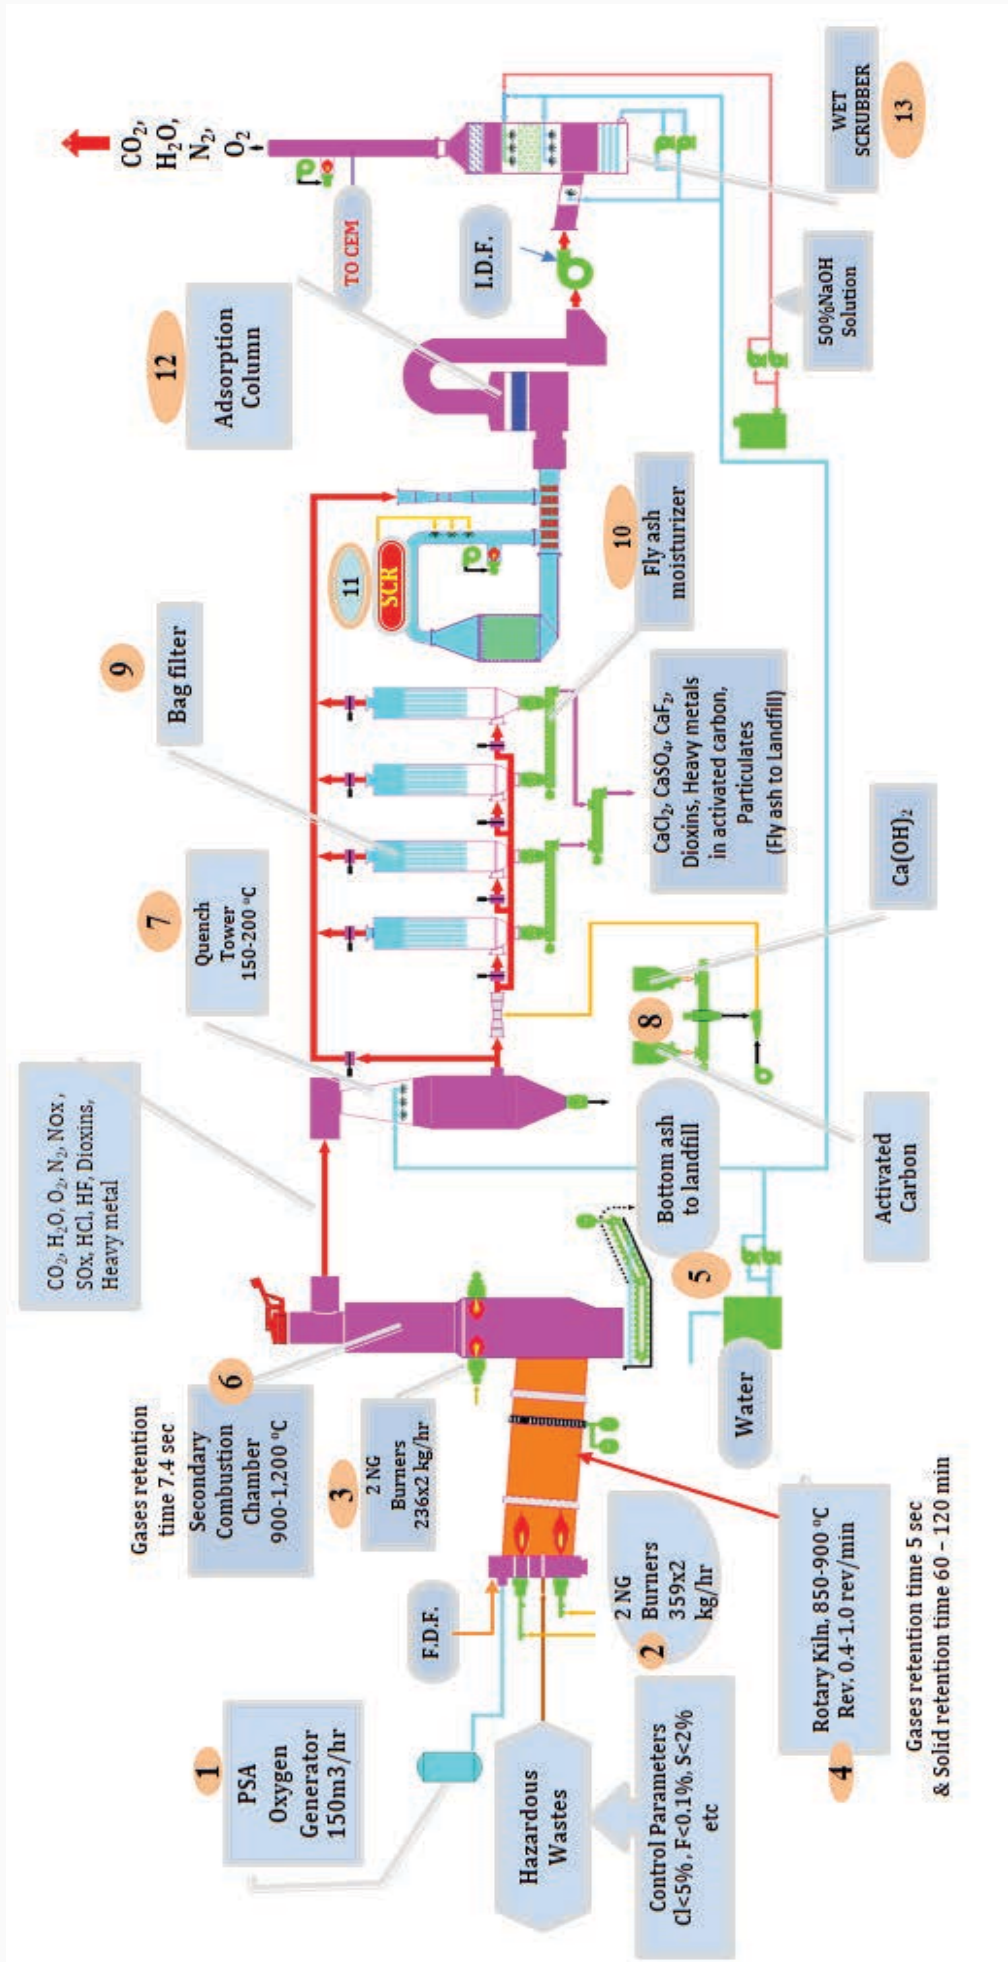 1
PSA
Oxygen
Generator
150m3/hr
Hazardous
Wastes
Control Parameters
Cl<5% , F<0.1%, S<2%
etc
F.D.F.
2
2 NG
Burners
359x2
kg/hr
3
2 NG
Burners
236x2 kg/hr
4
Rotary Kiln, 850-900 °C
Rev. 0.4-1.0 rev/min
Gases retention time 5 sec
& Solid retention time 60 – 120 min
Gases retention
time 7.4 sec
6
Secondary
Combustion
Chamber
900-1,200 °C
5
Bottom ash
to landfill
Water
CO₂, H₂O, O₂, N₂, NOx ,
SOx, HCl, HF, Dioxins,
Heavy metal
7
Quench
Tower
150-200 °C
8
Activated
Carbon
Ca(OH)₂
9
Bag filter
10
Fly ash
moisturizer
CaCl₂, CaSO₄, CaF₂,
Dioxins, Heavy metals
in activated carbon,
Particulates
(Fly ash to Landfill)
11
SCR
12
Adsorption
Column
I.D.F.
TO CEM
CO₂,
H₂O,
N₂,
O₂
50%NaOH
Solution
WET
SCRUBBER
13